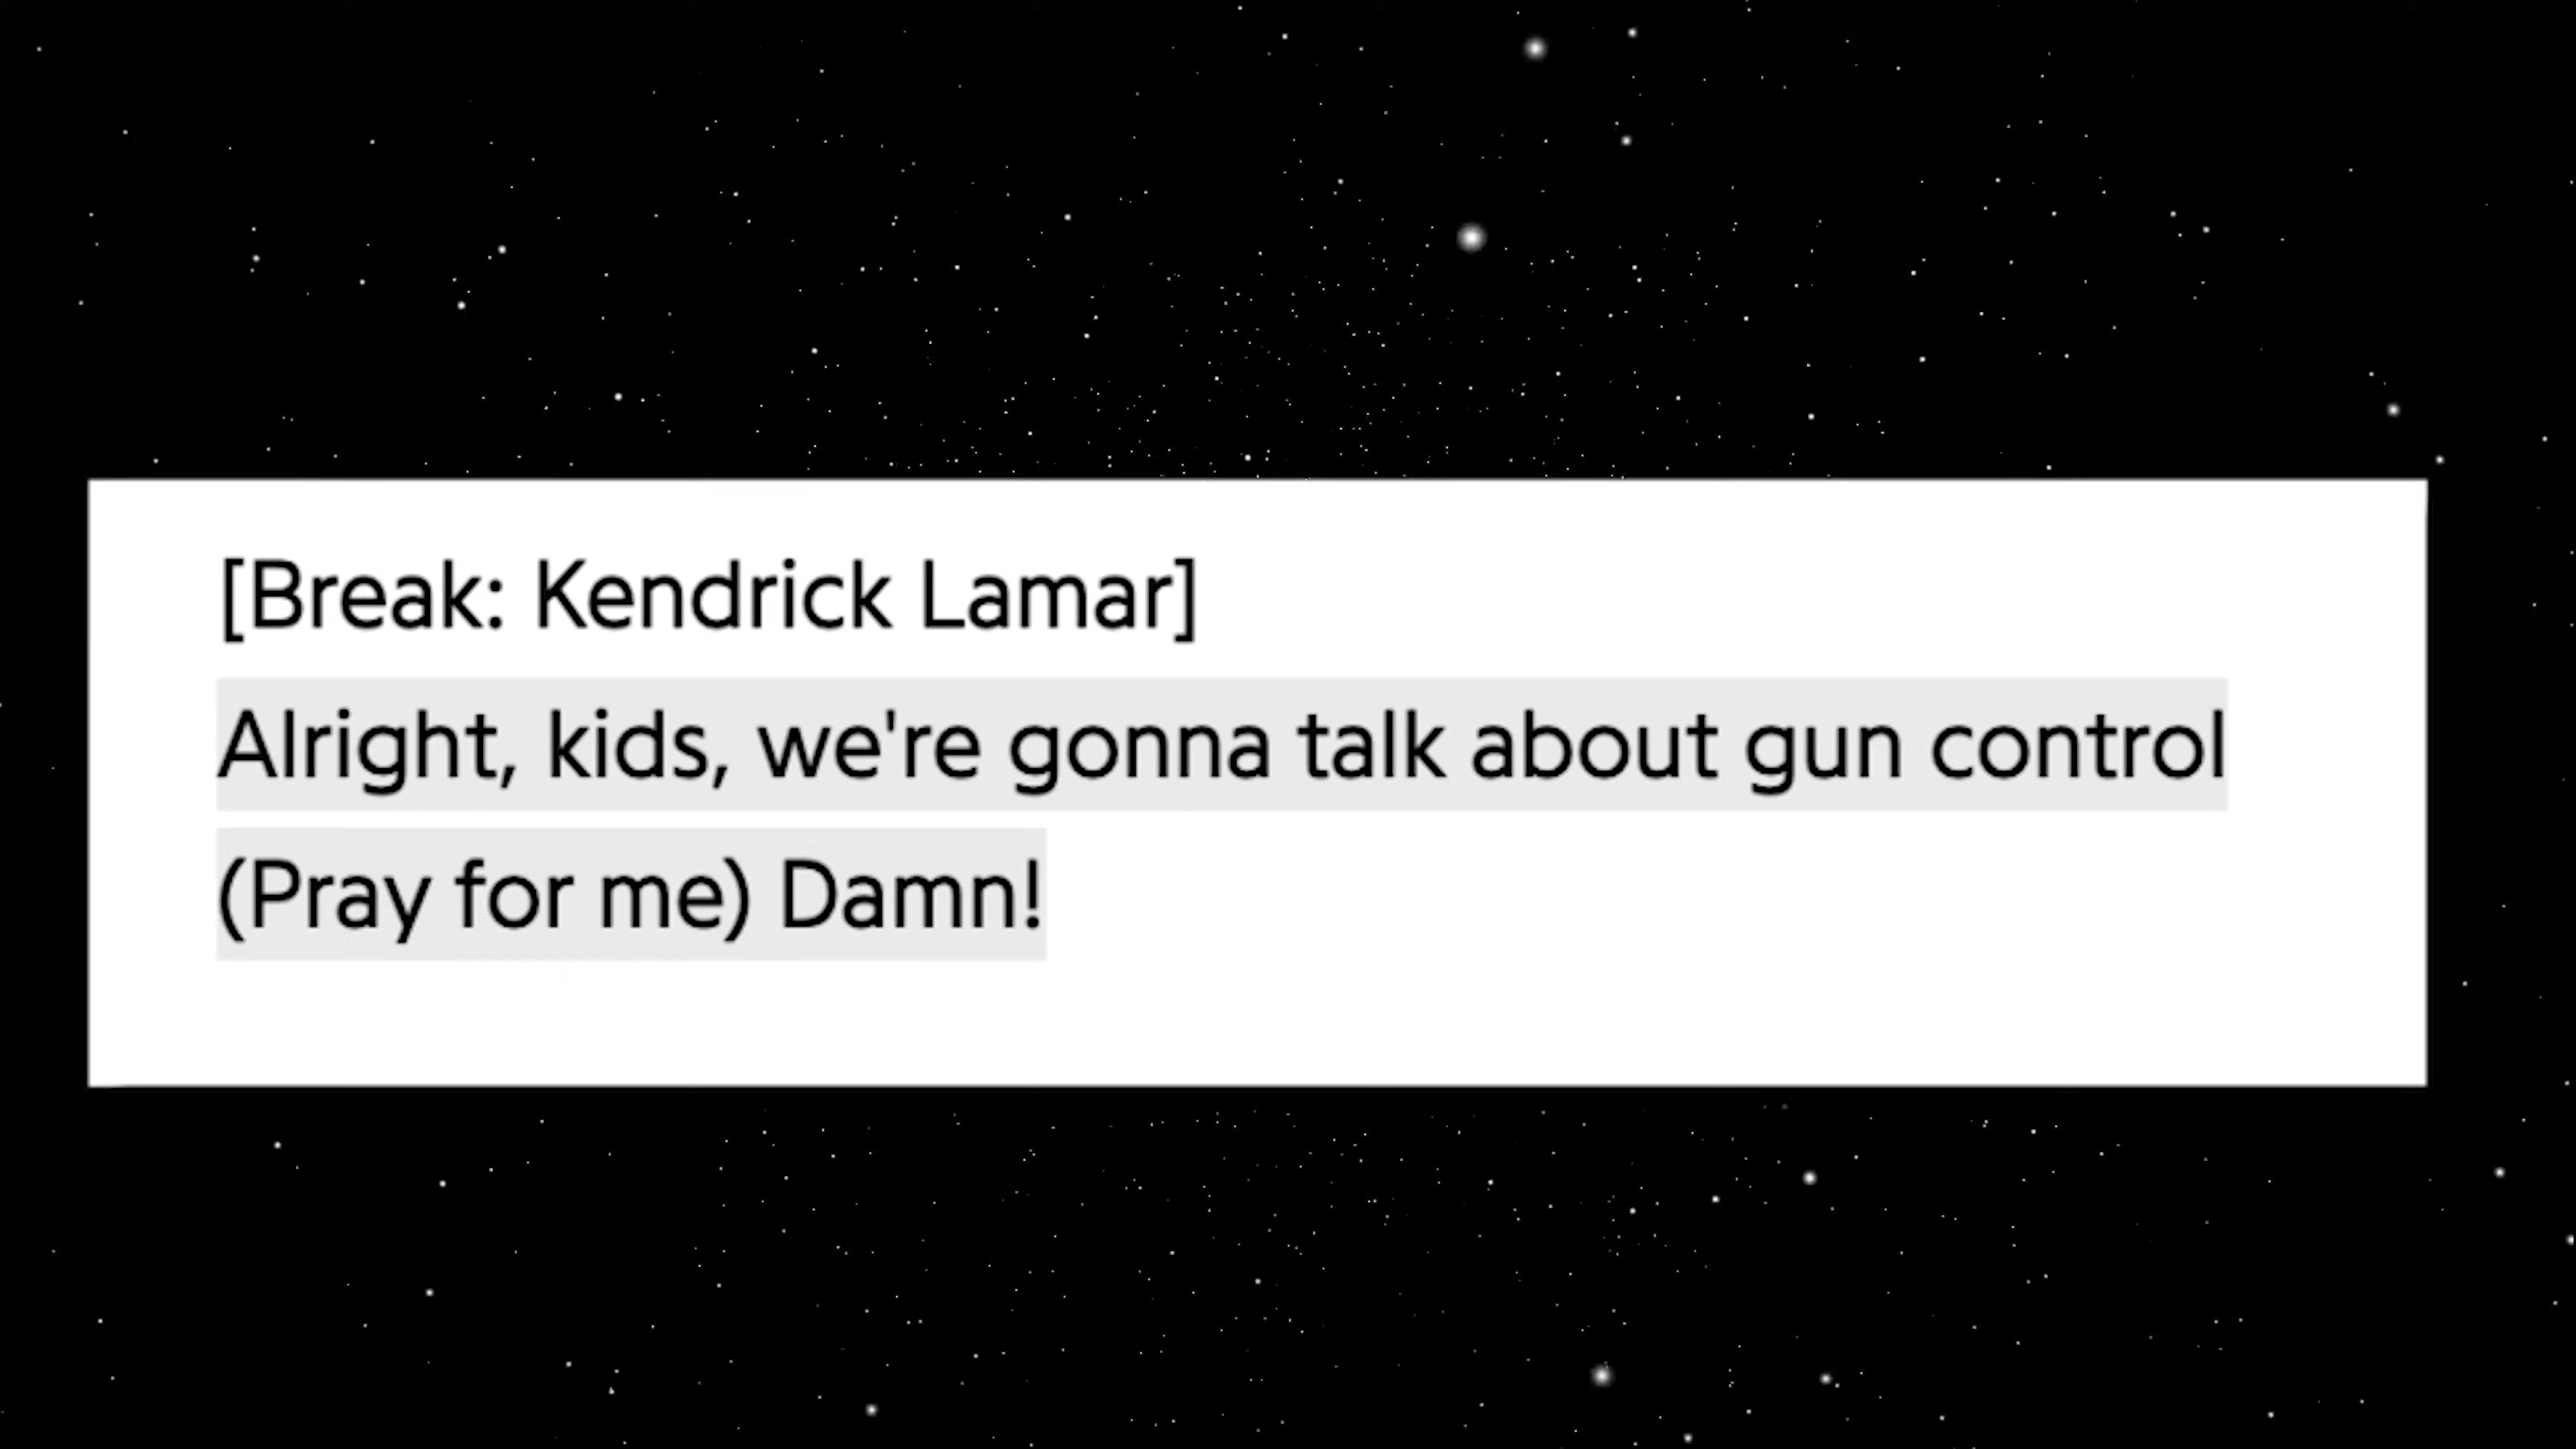 [Break: Kendrick Lamar]
Alright, kids, we're gonna talk about gun control
(Pray for me) Damn!